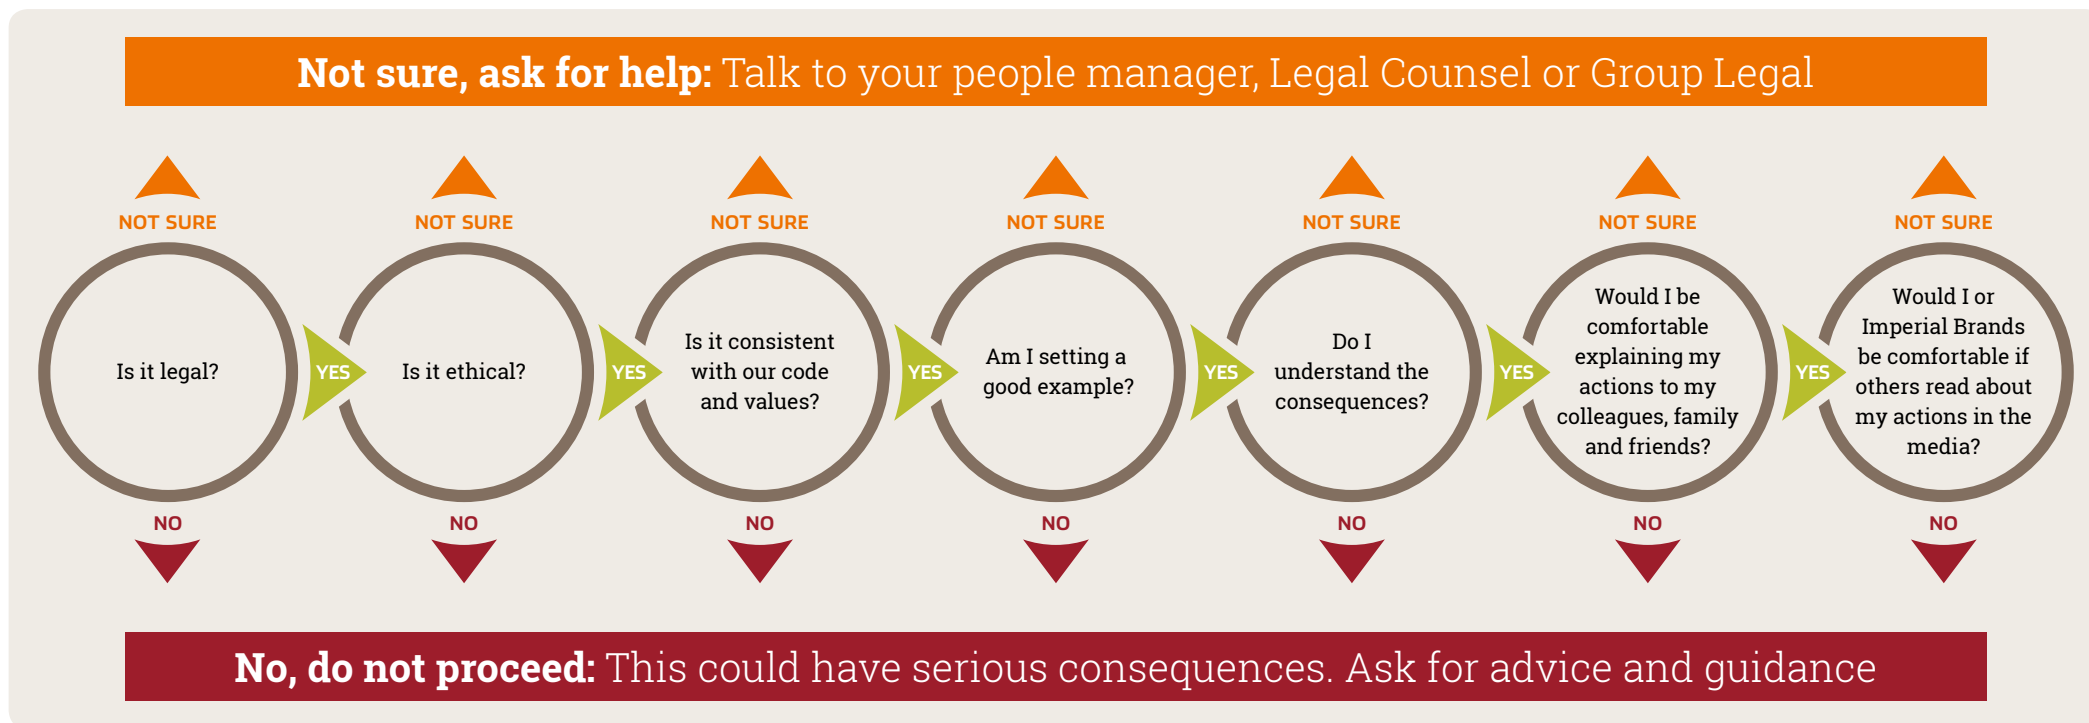 Not sure, ask for help: Talk to your people manager, Legal Counsel or Group Legal
NOT SURE
NOT SURE
NOT SURE
NOT SURE
NOT SURE
NOT SURE
NOT SURE
Is it legal?
YES
Is it ethical?
YES
Is it consistent
with our code
and values?
YES
Am I setting a
good example?
YES
Do I
understand the
consequences?
YES
Would I be
comfortable
explaining my
actions to my
colleagues, family
and friends?
YES
Would I or
Imperial Brands
be comfortable if
others read about
my actions in the
media?
NO
NO
NO
NO
NO
NO
NO
No, do not proceed: This could have serious consequences. Ask for advice and guidance